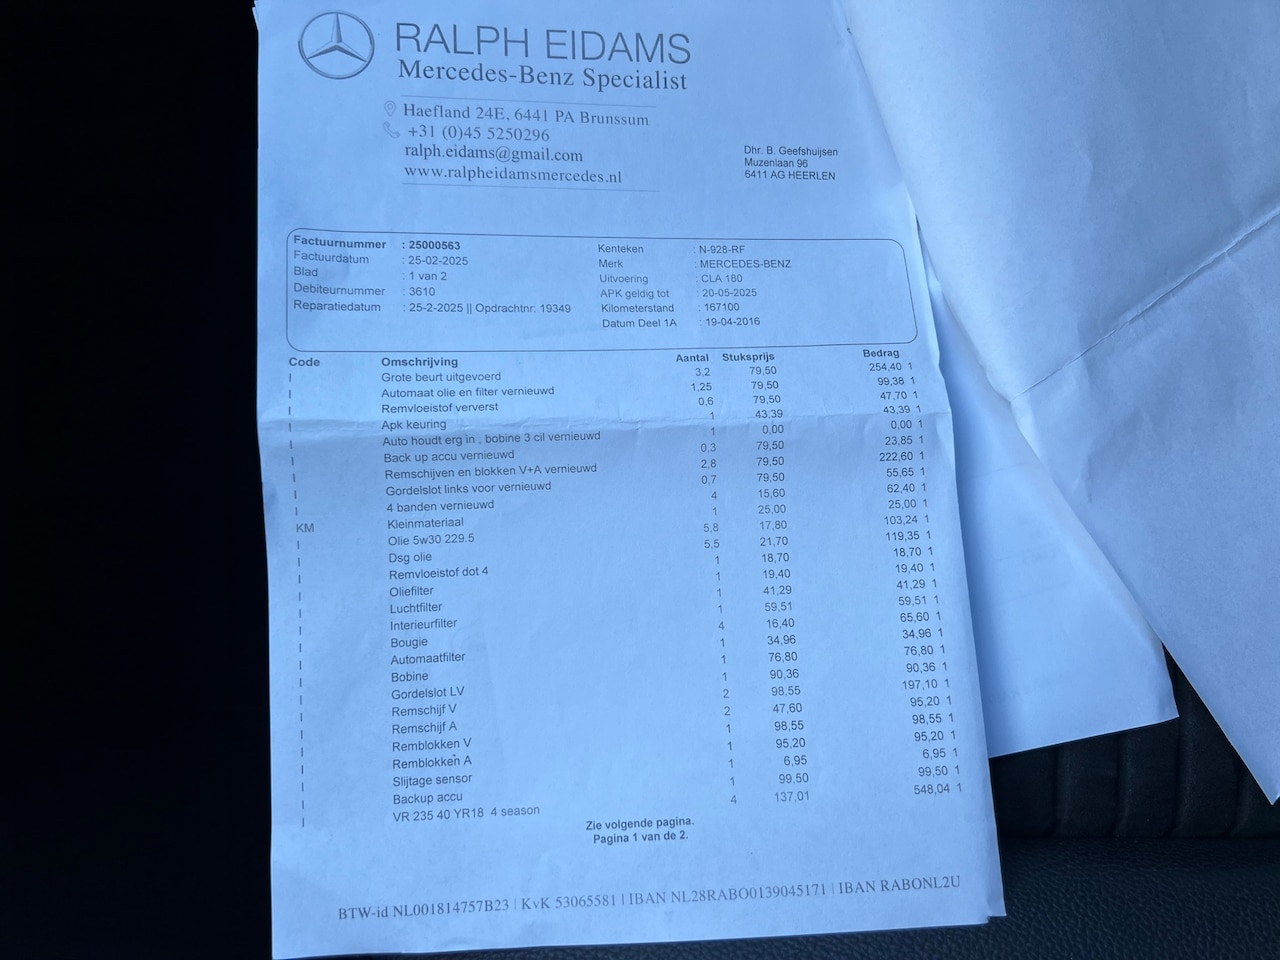 RALPH EIDAMS
Mercedes-Benz Specialist
Haefland 24E, 6441 PA Brunssum
+31 (0)45 5250296
ralph.eidams@gmail.com
www.ralpheidamsmercedes.nl
Dhr. B. Geefshuijsen
Muzenlaan 96
6411 AG HEERLEN
Factuurnummer : 25000563 Kenteken : N-928-RF
Factuurdatum : 25-02-2025 Merk : MERCEDES-BENZ
Blad : 1 van 2 Uitvoering : CLA 180
Debiteurnummer : 3610 APK geldig tot : 20-05-2025
Reparatiedatum : 25-2-2025 || Opdrachtnr: 19349 Kilometerstand : 167100
Datum Deel 1A : 19-04-2016
Code Omschrijving Aantal Stuksprijs Bedrag
Grote beurt uitgevoerd 3,2 79,50 254,40 1
Automaat olie en filter vernieuwd 1,25 79,50 99,38 1
Remvloeistof ververst 0,6 79,50 47,70 1
Apk keuring 1 43,39 43,39 1
Auto houdt erg in , bobine 3 cil vernieuwd 1 0,00 0,00 1
Back up accu vernieuwd 0,3 79,50 23,85 1
Remschijven en blokken V+A vernieuwd 2,8 79,50 222,60 1
Gordelslot links voor vernieuwd 0,7 79,50 55,65 1
4 banden vernieuwd 4 15,60 62,40 1
KM Kleinmateriaal 1 25,00 25,00 1
Olie 5w30 229.5 5,8 17,80 103,24 1
Dsg olie 5,5 21,70 119,35 1
Remvloeistof dot 4 1 18,70 18,70 1
Oliefilter 1 19,40 19,40 1
Luchtfilter 1 41,29 41,29 1
Interieurfilter 1 59,51 59,51 1
Bougie 4 16,40 65,60 1
Automaatfilter 1 34,96 34,96 1
Bobine 1 76,80 76,80 1
Gordelslot LV 1 90,36 90,36 1
Remschijf V 2 98,55 197,10 1
Remschijf A 2 47,60 95,20 1
Remblokken V 1 98,55 98,55 1
Remblokken A 1 95,20 95,20 1
Slijtage sensor 1 6,95 6,95 1
Backup accu 1 99,50 99,50 1
VR 235 40 YR18 4 season 4 137,01 548,04 1
Zie volgende pagina.
Pagina 1 van de 2.
BTW-id NL001814757B23 | KvK 53065581 | IBAN NL28RABO0139045171 | IBAN RABONL2U